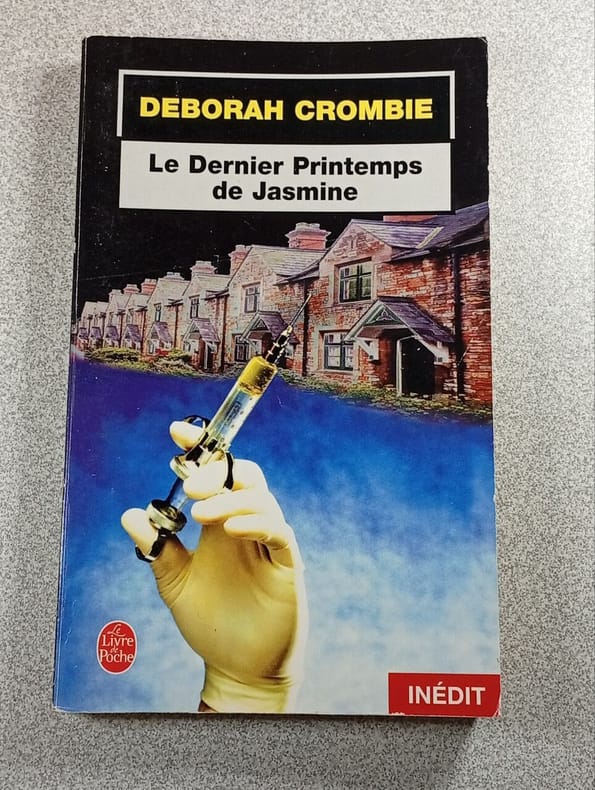 DEBORAH CROMBIE
Le Dernier Printemps
de Jasmine
Le
Livre
de
Poche
INÉDIT